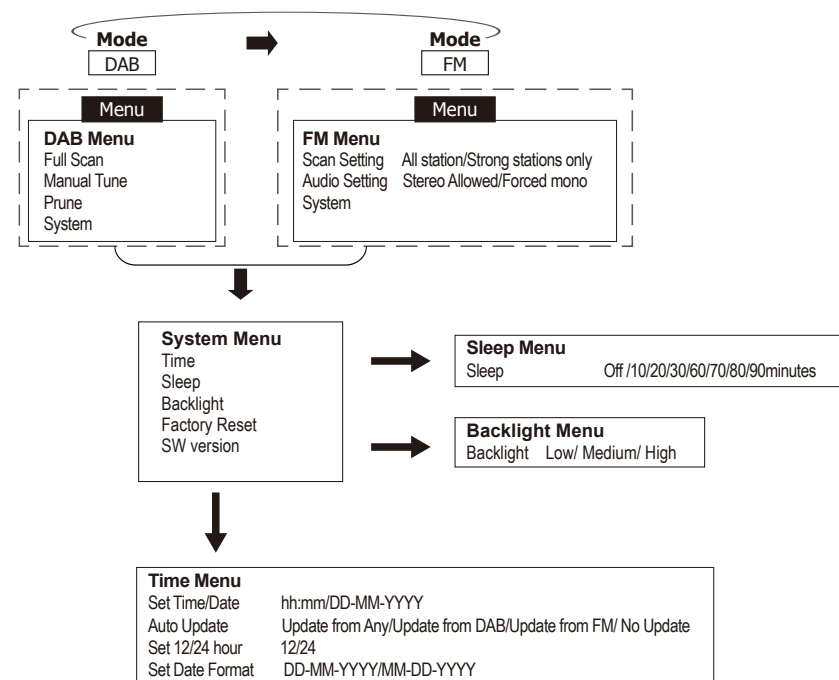 Mode
DAB
Mode
FM
Menu
DAB Menu
Full Scan
Manual Tune
Prune
System
Menu
FM Menu
Scan Setting All station/Strong stations only
Audio Setting Stereo Allowed/Forced mono
System
System Menu
Time
Sleep
Backlight
Factory Reset
SW version
Sleep Menu
Sleep Off /10/20/30/60/70/80/90minutes
Backlight Menu
Backlight Low/ Medium/ High
Time Menu
Set Time/Date hh:mm/DD-MM-YYYY
Auto Update Update from Any/Update from DAB/Update from FM/ No Update
Set 12/24 hour 12/24
Set Date Format DD-MM-YYYY/MM-DD-YYYY